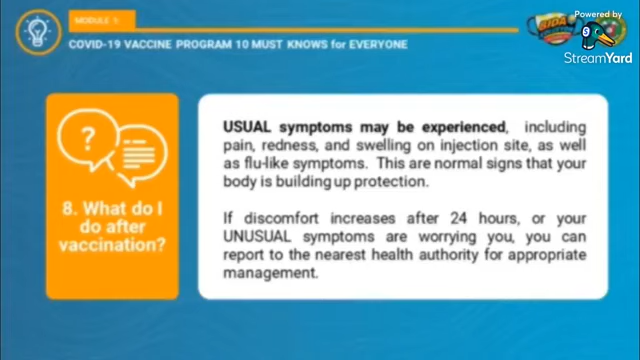 MODULE 1:
COVID-19 VACCINE PROGRAM 10 MUST KNOWS for EVERYONE
Powered by
StreamYard
?
8. What do I
do after
vaccination?
USUAL symptoms may be experienced, including
pain, redness, and swelling on injection site, as well
as flu-like symptoms. This are normal signs that your
body is building up protection.
If discomfort increases after 24 hours, or your
UNUSUAL symptoms are worrying you, you can
report to the nearest health authority for appropriate
management.